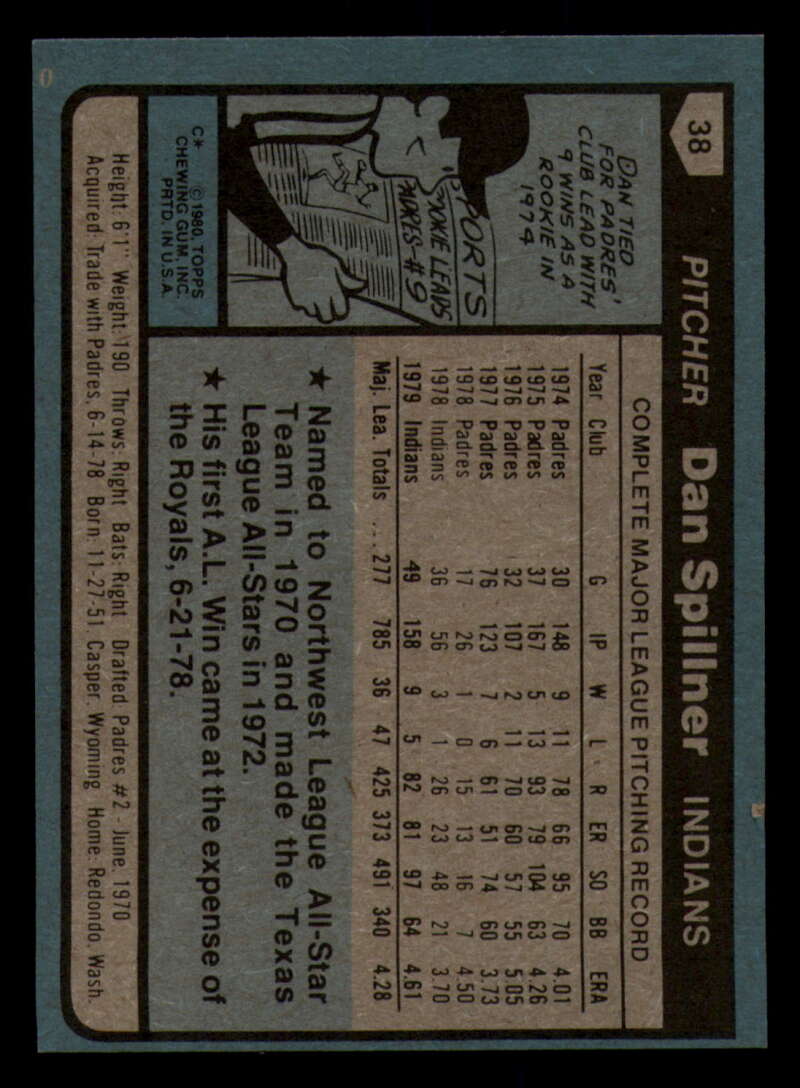 38 PITCHER Dan Spillner INDIANS
DAN TIED
FOR PADRES'
CLUB LEAD WITH
9 WINS AS A
ROOKIE IN
1974
SPORTS
ROOKIE LEADS
PADRES-#9
C* © 1980, TOPPS
CHEWING GUM, INC.
PRTD. IN U.S.A.
COMPLETE MAJOR LEAGUE PITCHING RECORD
Year Club G IP W L R ER SO BB ERA
1974 Padres 30 148 9 11 78 66 95 70 4.01
1975 Padres 37 167 5 13 93 79 104 63 4.26
1976 Padres 32 107 2 11 70 60 57 55 5.05
1977 Padres 76 123 7 6 61 51 74 60 3.73
1978 Padres 17 26 1 0 15 13 16 7 4.50
1978 Indians 36 56 3 1 26 23 48 21 3.70
1979 Indians 49 158 9 5 82 81 97 64 4.61
Maj. Lea. Totals ... 277 785 36 47 425 373 491 340 4.28
★ Named to Northwest League All-Star
Team in 1970 and made the Texas
League All-Stars in 1972.
★ His first A.L. Win came at the expense of
the Royals, 6-21-78.
Height: 6'1" Weight: 190 Throws: Right Bats: Right Drafted: Padres #2 - June, 1970
Acquired: Trade with Padres, 6-14-78 Born: 11-27-51, Casper, Wyoming Home: Redondo, Wash.
0